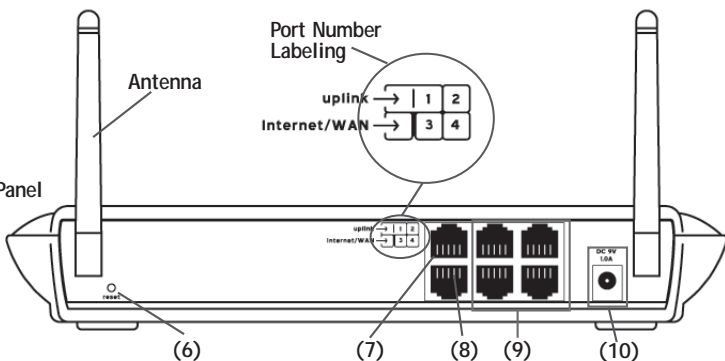 Port Number
Labeling
Antenna
uplink → 1 2
Internet/WAN → 3 4
Panel
uplink → 1 2
Internet/WAN → 3 4
DC 9V
1.0A
reset
(6) (7) (8) (9) (10)